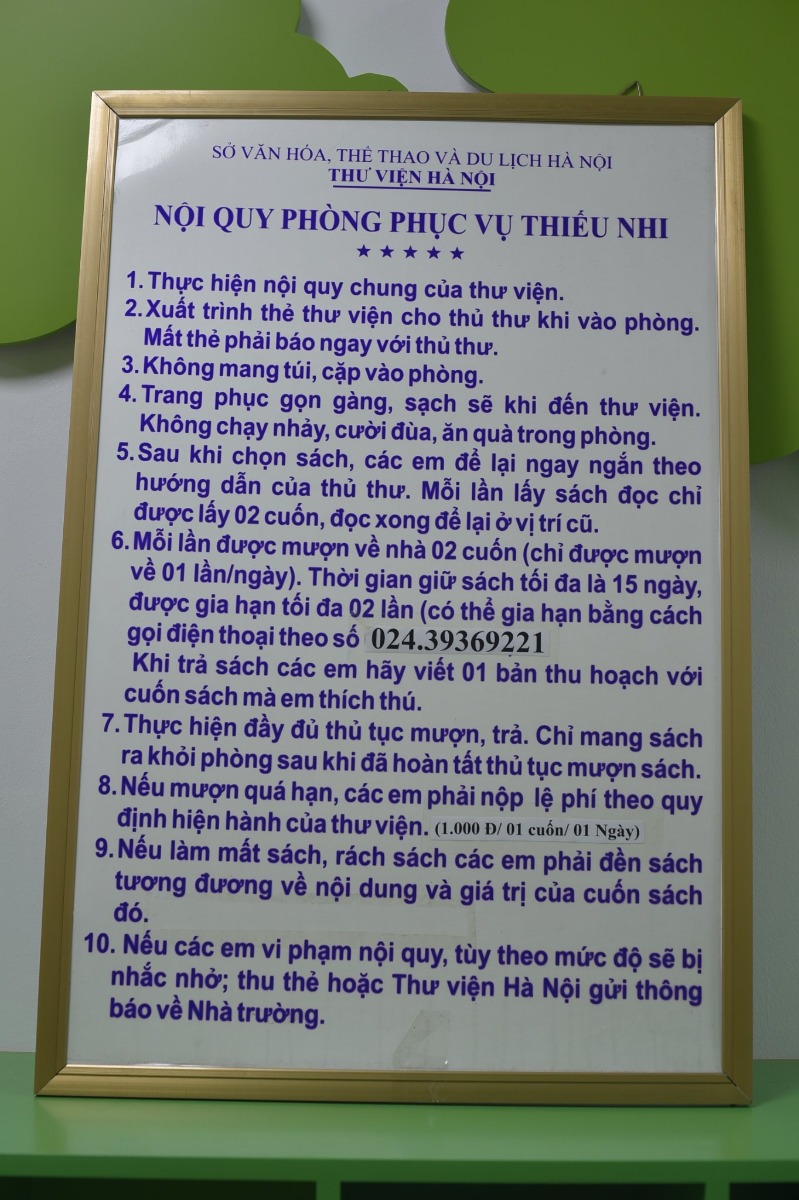 SỞ VĂN HÓA, THỂ THAO VÀ DU LỊCH HÀ NỘI
THƯ VIỆN HÀ NỘI
NỘI QUY PHÒNG PHỤC VỤ THIẾU NHI
★ ★ ★ ★ ★
1. Thực hiện nội quy chung của thư viện.
2. Xuất trình thẻ thư viện cho thủ thư khi vào phòng.
Mất thẻ phải báo ngay với thủ thư.
3. Không mang túi, cặp vào phòng.
4. Trang phục gọn gàng, sạch sẽ khi đến thư viện.
Không chạy nhảy, cười đùa, ăn quà trong phòng.
5. Sau khi chọn sách, các em để lại ngay ngắn theo
hướng dẫn của thủ thư. Mỗi lần lấy sách đọc chỉ
được lấy 02 cuốn, đọc xong để lại ở vị trí cũ.
6. Mỗi lần được mượn về nhà 02 cuốn (chỉ được mượn
về 01 lần/ngày). Thời gian giữ sách tối đa là 15 ngày,
được gia hạn tối đa 02 lần (có thể gia hạn bằng cách
gọi điện thoại theo số 024.39369221
Khi trả sách các em hãy viết 01 bản thu hoạch với
cuốn sách mà em thích thú.
7. Thực hiện đầy đủ thủ tục mượn, trả. Chỉ mang sách
ra khỏi phòng sau khi đã hoàn tất thủ tục mượn sách.
8. Nếu mượn quá hạn, các em phải nộp lệ phí theo quy
định hiện hành của thư viện. (1.000 Đ/ 01 cuốn/ 01 Ngày)
9. Nếu làm mất sách, rách sách các em phải đền sách
tương đương về nội dung và giá trị của cuốn sách
đó.
10. Nếu các em vi phạm nội quy, tùy theo mức độ sẽ bị
nhắc nhở; thu thẻ hoặc Thư viện Hà Nội gửi thông
báo về Nhà trường.